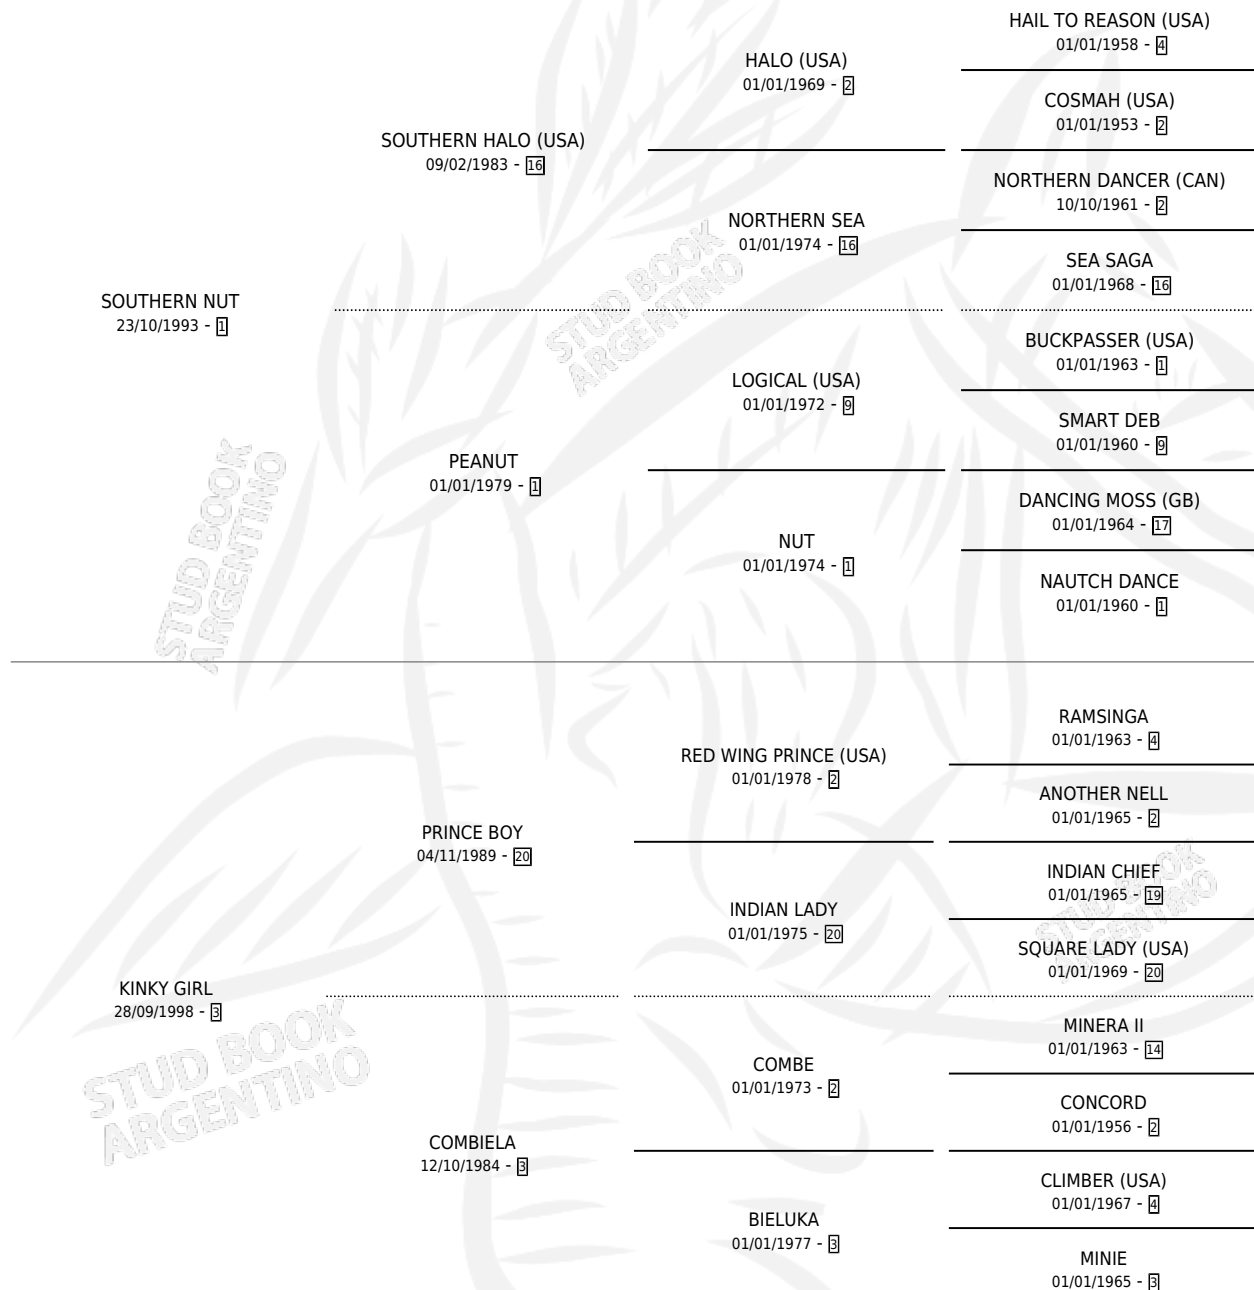 SOUTHERN NUT
23/10/1993 - 1
SOUTHERN HALO (USA)
09/02/1983 - 16
HALO (USA)
01/01/1969 - 2
HAIL TO REASON (USA)
01/01/1958 - 4
COSMAH (USA)
01/01/1953 - 2
NORTHERN SEA
01/01/1974 - 16
NORTHERN DANCER (CAN)
10/10/1961 - 2
SEA SAGA
01/01/1968 - 16
PEANUT
01/01/1979 - 1
LOGICAL (USA)
01/01/1972 - 9
BUCKPASSER (USA)
01/01/1963 - 1
SMART DEB
01/01/1960 - 9
NUT
01/01/1974 - 1
DANCING MOSS (GB)
01/01/1964 - 17
NAUTCH DANCE
01/01/1960 - 1
KINKY GIRL
28/09/1998 - 3
PRINCE BOY
04/11/1989 - 20
RED WING PRINCE (USA)
01/01/1978 - 2
RAMSINGA
01/01/1963 - 4
ANOTHER NELL
01/01/1965 - 2
INDIAN LADY
01/01/1975 - 20
INDIAN CHIEF
01/01/1965 - 19
SQUARE LADY (USA)
01/01/1969 - 20
COMBIELA
12/10/1984 - 3
COMBE
01/01/1973 - 2
MINERA II
01/01/1963 - 14
CONCORD
01/01/1956 - 2
BIELUKA
01/01/1977 - 3
CLIMBER (USA)
01/01/1967 - 4
MINIE
01/01/1965 - 3
STUD BOOK
ARGENTINO
STUD BOOK
ARGENTINO
STUD BOOK
ARGENTINO
STUD BOOK
ARGENTINO